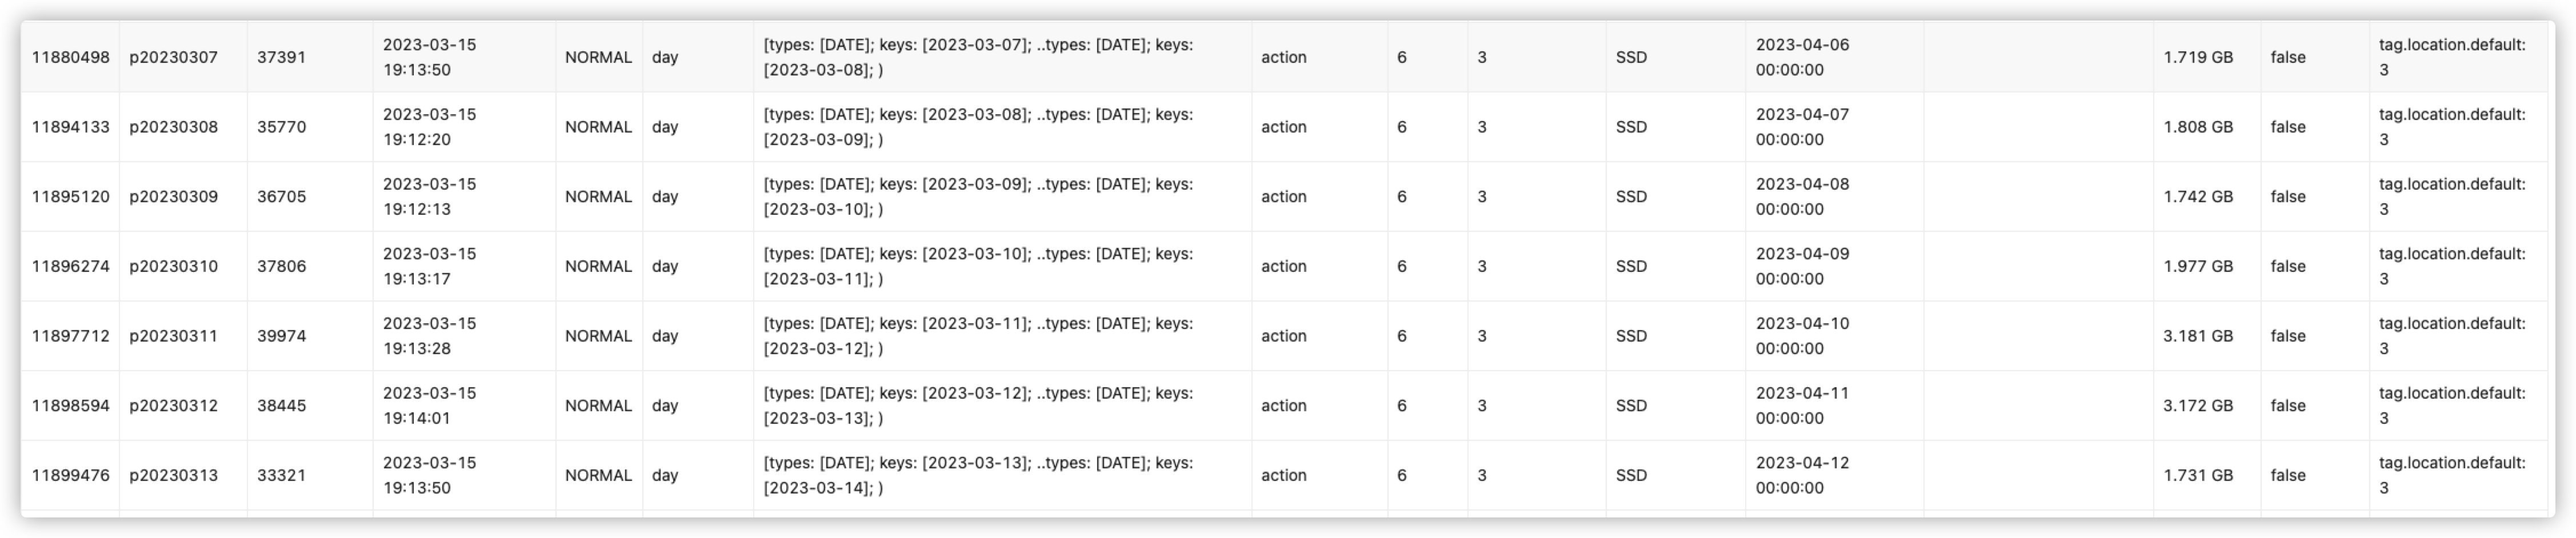 11880498 p20230307 37391 2023-03-15 19:13:50 NORMAL day [types: [DATE]; keys: [2023-03-07]; ..types: [DATE]; keys: [2023-03-08]; ) action 6 3 SSD 2023-04-06 00:00:00 1.719 GB false tag.location.default: 3
11894133 p20230308 35770 2023-03-15 19:12:20 NORMAL day [types: [DATE]; keys: [2023-03-08]; ..types: [DATE]; keys: [2023-03-09]; ) action 6 3 SSD 2023-04-07 00:00:00 1.808 GB false tag.location.default: 3
11895120 p20230309 36705 2023-03-15 19:12:13 NORMAL day [types: [DATE]; keys: [2023-03-09]; ..types: [DATE]; keys: [2023-03-10]; ) action 6 3 SSD 2023-04-08 00:00:00 1.742 GB false tag.location.default: 3
11896274 p20230310 37806 2023-03-15 19:13:17 NORMAL day [types: [DATE]; keys: [2023-03-10]; ..types: [DATE]; keys: [2023-03-11]; ) action 6 3 SSD 2023-04-09 00:00:00 1.977 GB false tag.location.default: 3
11897712 p20230311 39974 2023-03-15 19:13:28 NORMAL day [types: [DATE]; keys: [2023-03-11]; ..types: [DATE]; keys: [2023-03-12]; ) action 6 3 SSD 2023-04-10 00:00:00 3.181 GB false tag.location.default: 3
11898594 p20230312 38445 2023-03-15 19:14:01 NORMAL day [types: [DATE]; keys: [2023-03-12]; ..types: [DATE]; keys: [2023-03-13]; ) action 6 3 SSD 2023-04-11 00:00:00 3.172 GB false tag.location.default: 3
11899476 p20230313 33321 2023-03-15 19:13:50 NORMAL day [types: [DATE]; keys: [2023-03-13]; ..types: [DATE]; keys: [2023-03-14]; ) action 6 3 SSD 2023-04-12 00:00:00 1.731 GB false tag.location.default: 3